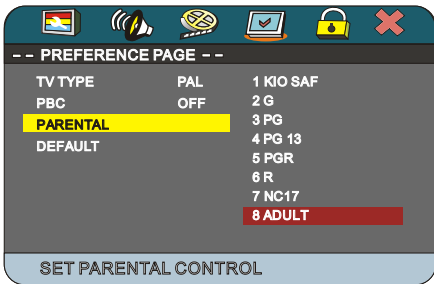 -- PREFERENCE PAGE --
TV TYPE PAL 1 KIO SAF
PBC OFF 2 G
PARENTAL 3 PG
DEFAULT 4 PG 13
5 PGR
6 R
7 NC17
8 ADULT
SET PARENTAL CONTROL